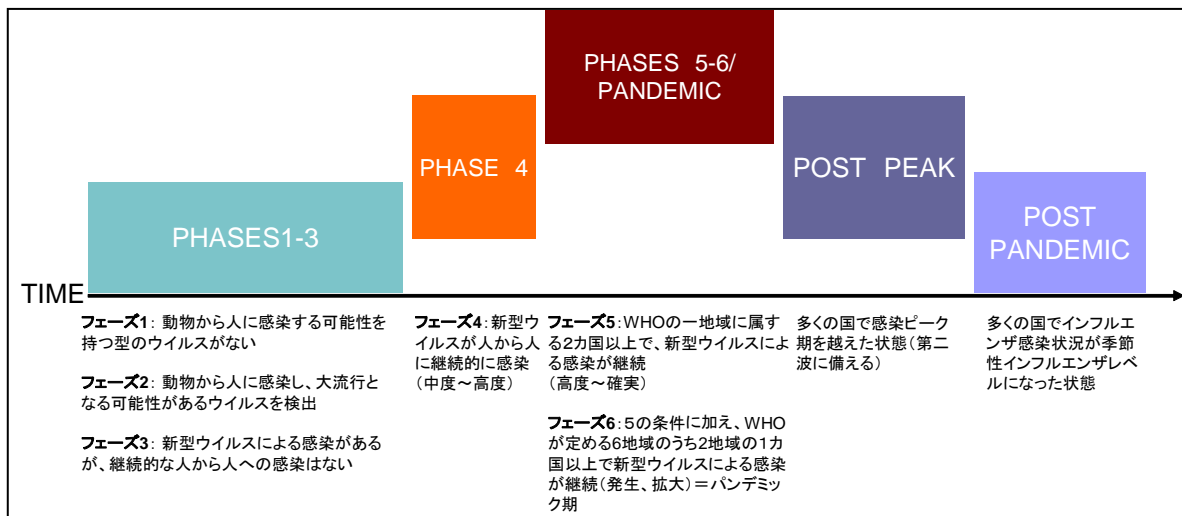 PHASES 5-6/
PANDEMIC
PHASE 4
POST PEAK
PHASES1-3
POST
PANDEMIC
TIME
フェーズ1：動物から人に感染する可能性を
持つ型のウイルスがない
フェーズ2：動物から人に感染し、大流行と
なる可能性があるウイルスを検出
フェーズ3：新型ウイルスによる感染がある
が、継続的な人から人への感染はない
フェーズ4：新型ウ
イルスが人から人
に継続的に感染
（中度～高度）
フェーズ5：WHOの一地域に属す
る2カ国以上で、新型ウイルスによ
る感染が継続
（高度～確実）
フェーズ6：5の条件に加え、WHO
が定める6地域のうち2地域の1カ
国以上で新型ウイルスによる感染
が継続（発生、拡大）＝パンデミッ
ク期
多くの国で感染ピーク
期を越えた状態（第二
波に備える）
多くの国でインフルエ
ンザ感染状況が季節
性インフルエンザレベ
ルになった状態